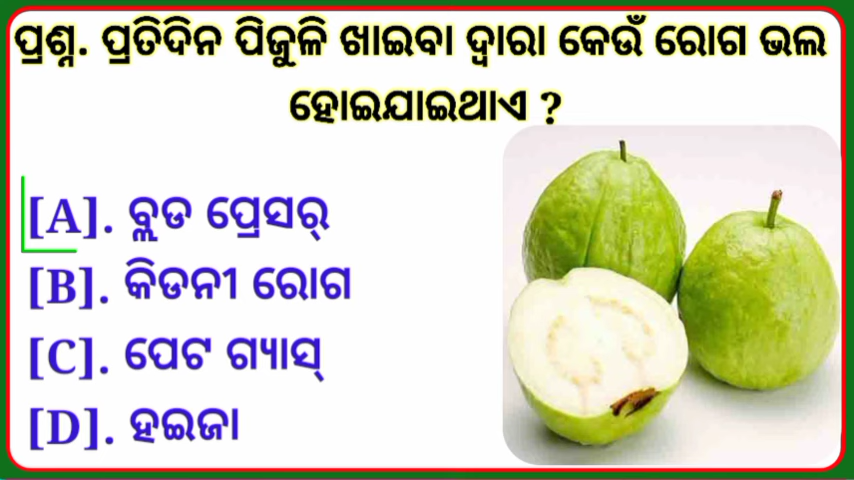 ପ୍ରଶ୍ନ. ପ୍ରତିଦିନ ପିଜୁଳି ଖାଇବା ଦ୍ୱାରା କେଉଁ ରୋଗ ଭଲ
ହୋଇଯାଇଥାଏ ?
[A]. ବ୍ଲଡ ପ୍ରେସର୍
[B]. କିଡନୀ ରୋଗ
[C]. ପେଟ ଗ୍ୟାସ୍
[D]. ହଇଜା